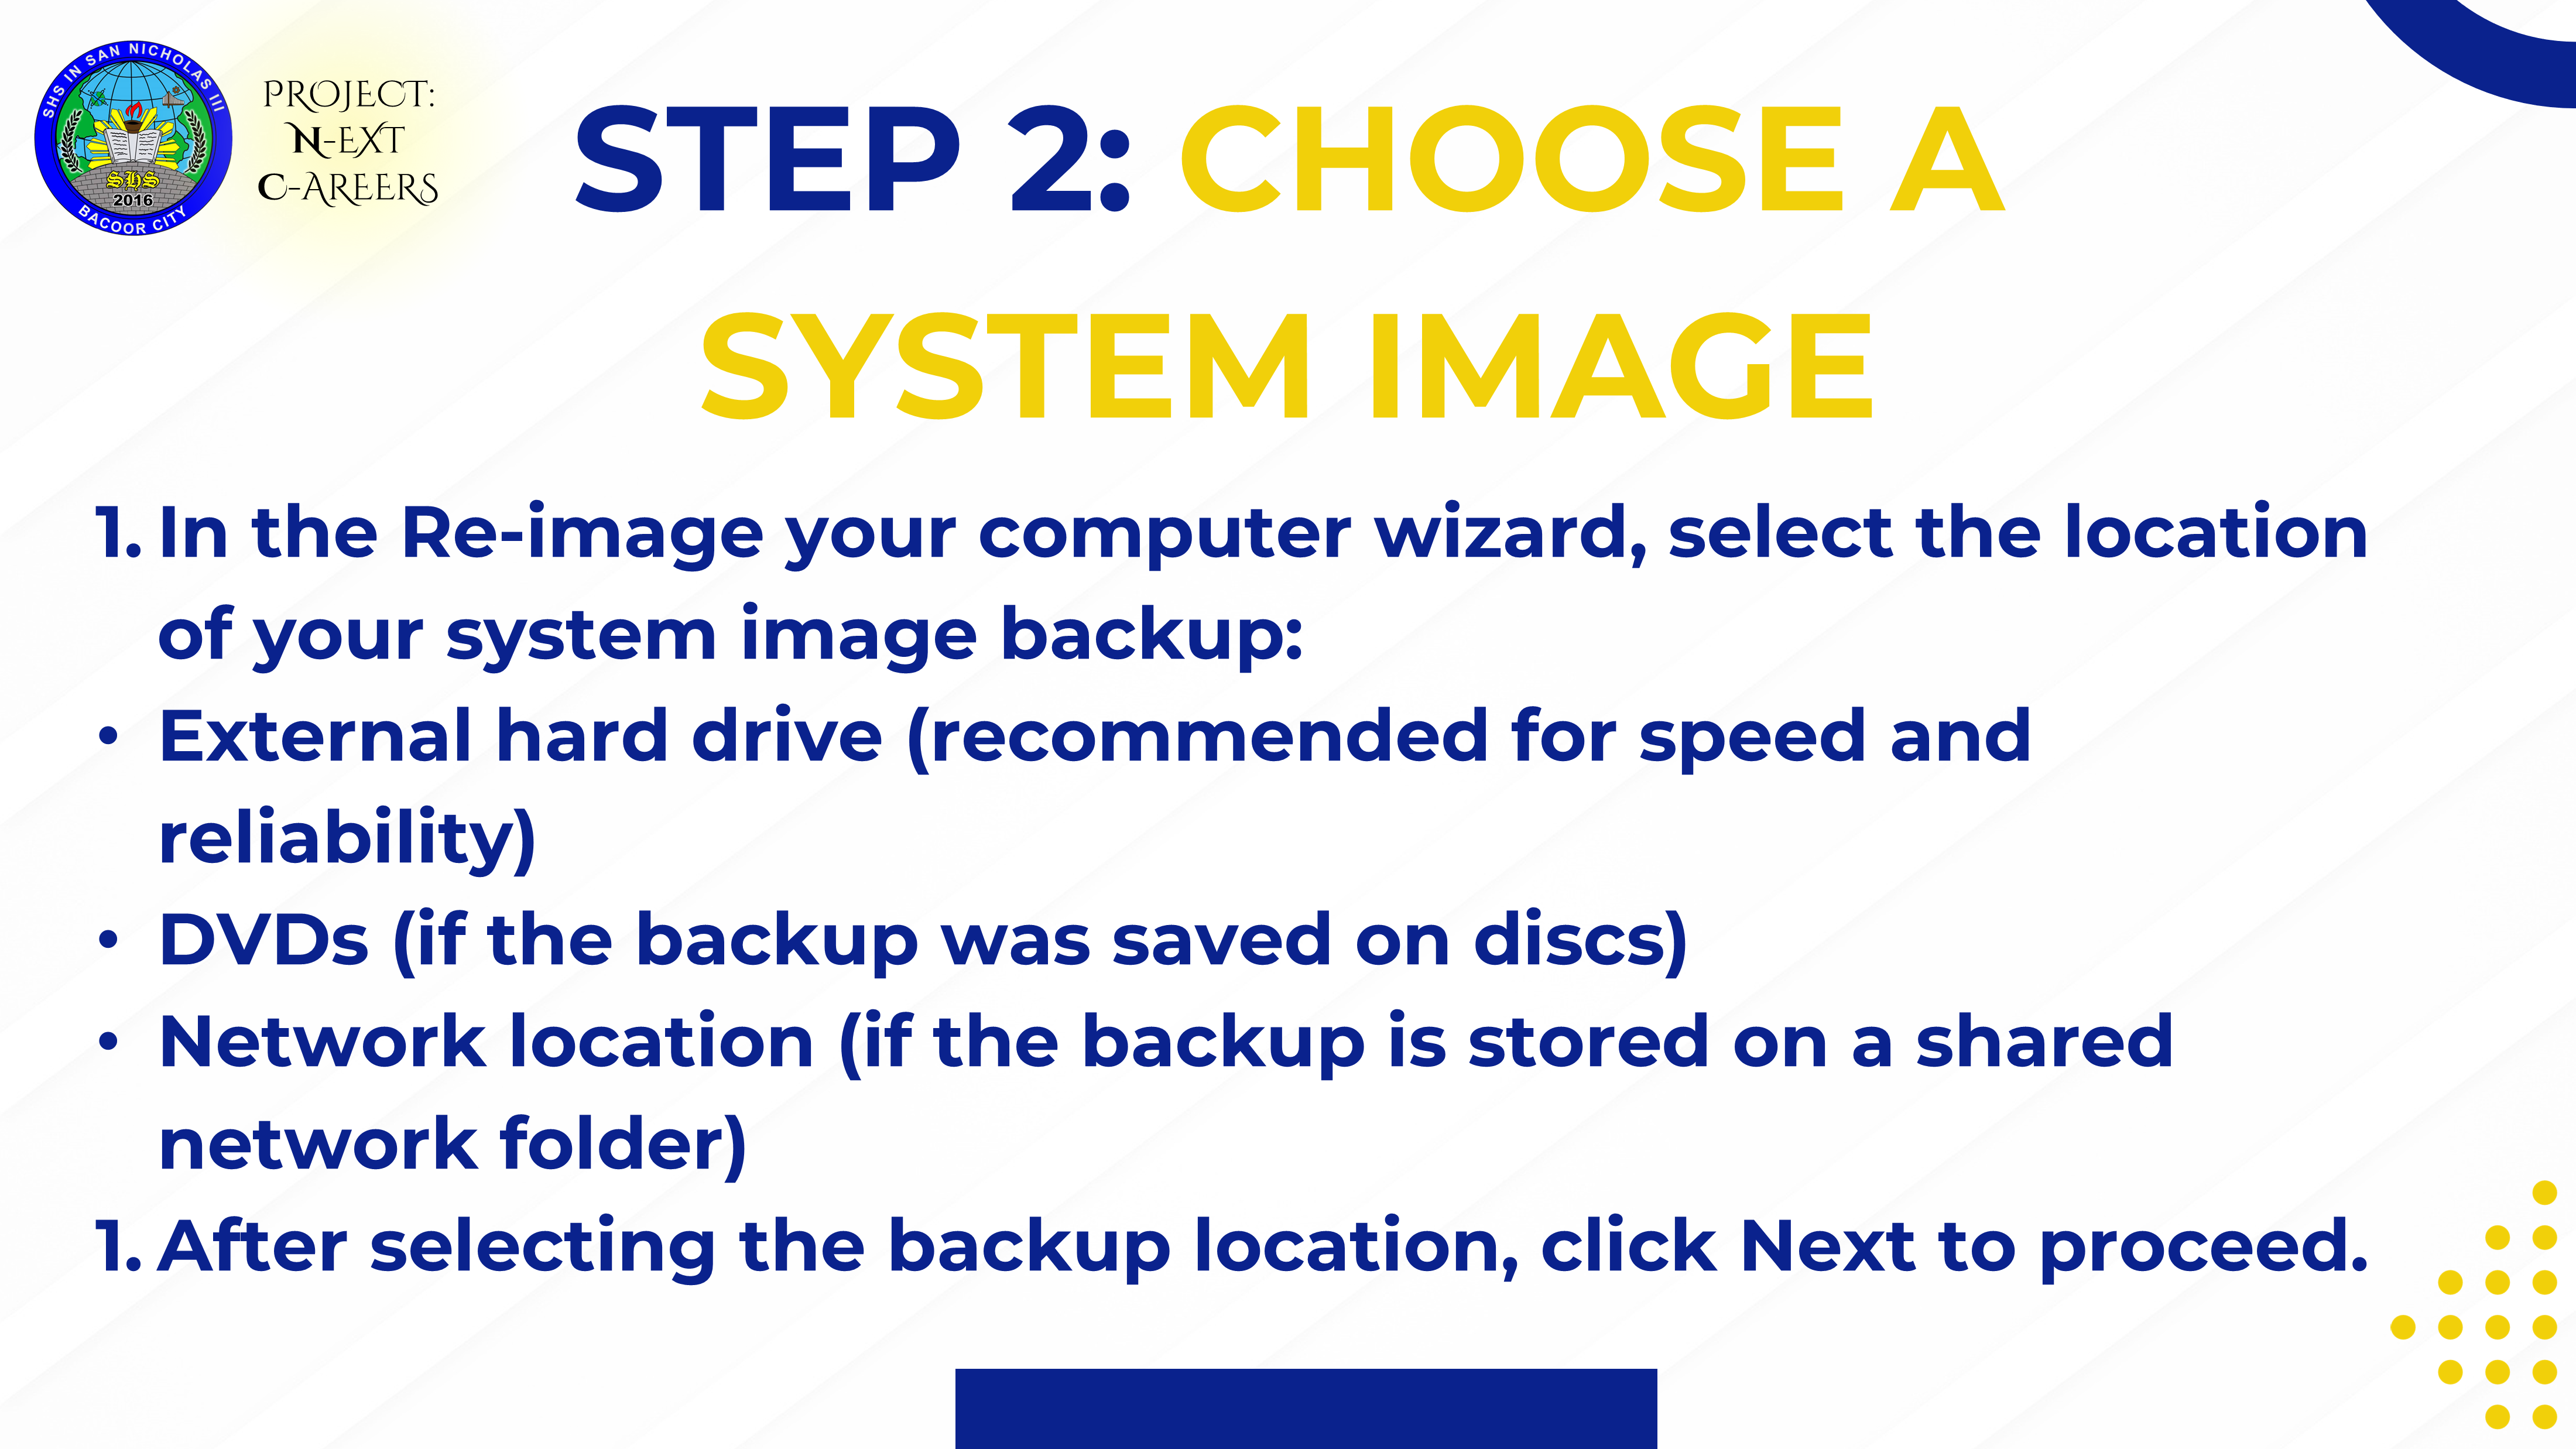 SHS IN SAN NICHOLAS III
SHS
2016
BACOOR CITY
PROJECT:
N-EXT
C-AREERS
STEP 2: CHOOSE A
SYSTEM IMAGE
1. In the Re-image your computer wizard, select the location
of your system image backup:
• External hard drive (recommended for speed and
reliability)
• DVDs (if the backup was saved on discs)
• Network location (if the backup is stored on a shared
network folder)
1. After selecting the backup location, click Next to proceed.